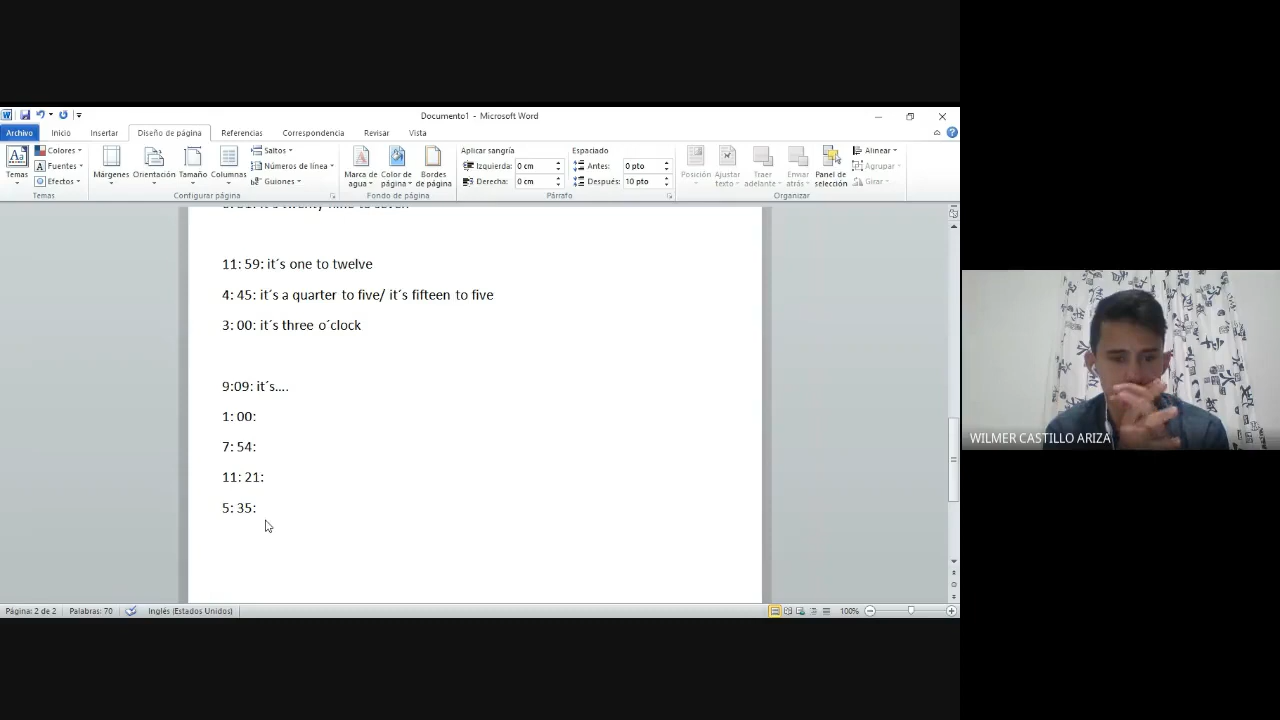 Documento1 - Microsoft Word
Archivo Inicio Insertar Diseño de página Referencias Correspondencia Revisar Vista
Colores Saltos Aplicar sangría Espaciado Alinear
Fuentes Números de línea Izquierda: 0 cm Antes: 0 pto Agrupar
Temas Efectos Márgenes Orientación Tamaño Columnas Guiones Marca de agua Color de página Bordes de página Derecha: 0 cm Después: 10 pto Posición Ajustar texto Traer adelante Enviar atrás Panel de selección Girar
Temas Configurar página Fondo de página Párrafo Organizar
11: 59: it´s one to twelve
4: 45: it´s a quarter to five/ it´s fifteen to five
3: 00: it´s three o´clock
9:09: it´s....
1: 00:
7: 54:
11: 21:
5: 35:
WILMER CASTILLO ARIZA
Página: 2 de 2 Palabras: 70 Inglés (Estados Unidos) 100%